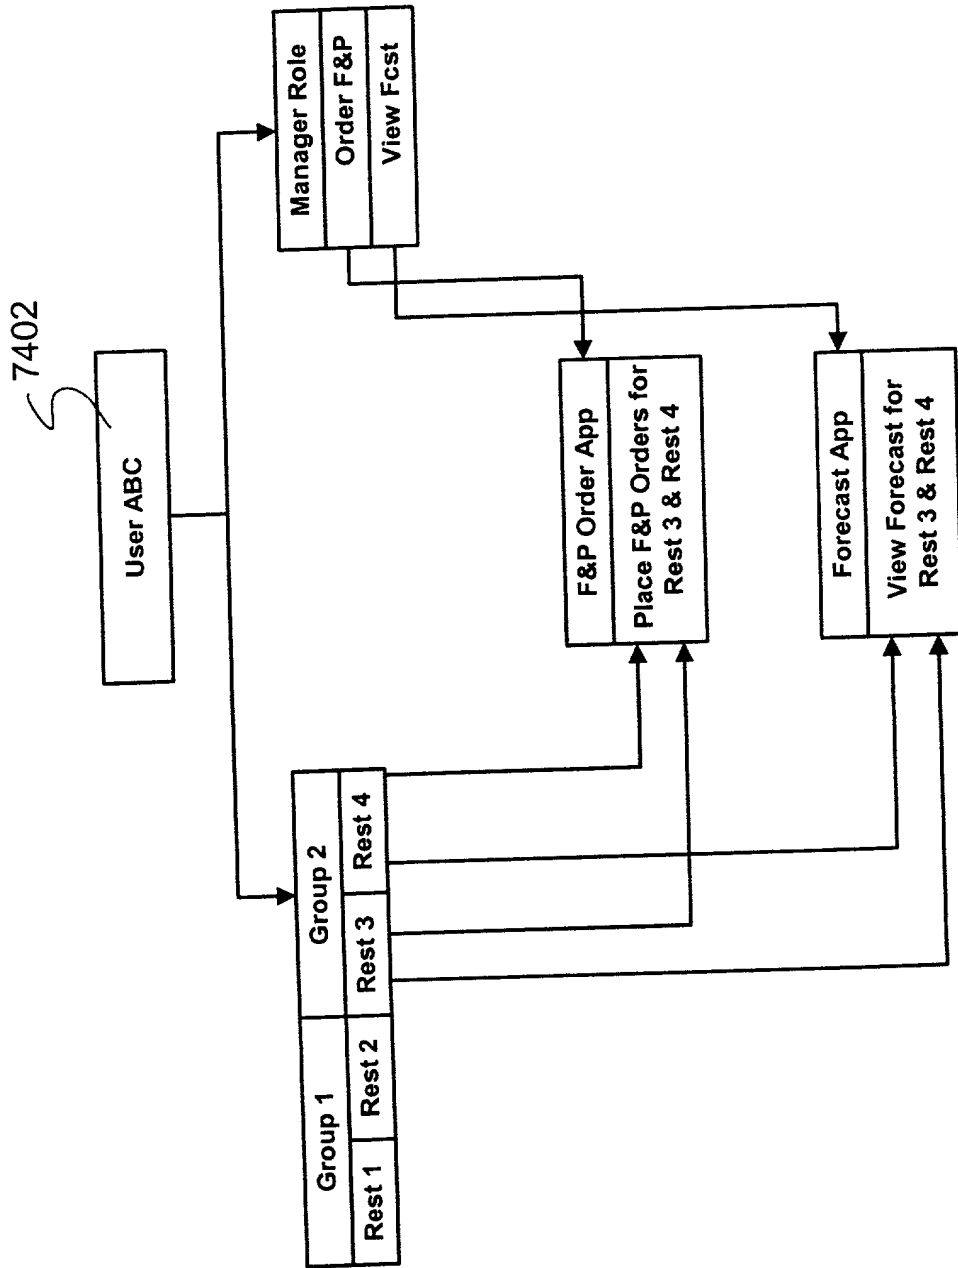 7402
User ABC
Group 1
Group 2
Rest 1
Rest 2
Rest 3
Rest 4
Manager Role
Order F&P
View Fcst
F&P Order App
Place F&P Orders for
Rest 3 & Rest 4
Forecast App
View Forecast for
Rest 3 & Rest 4